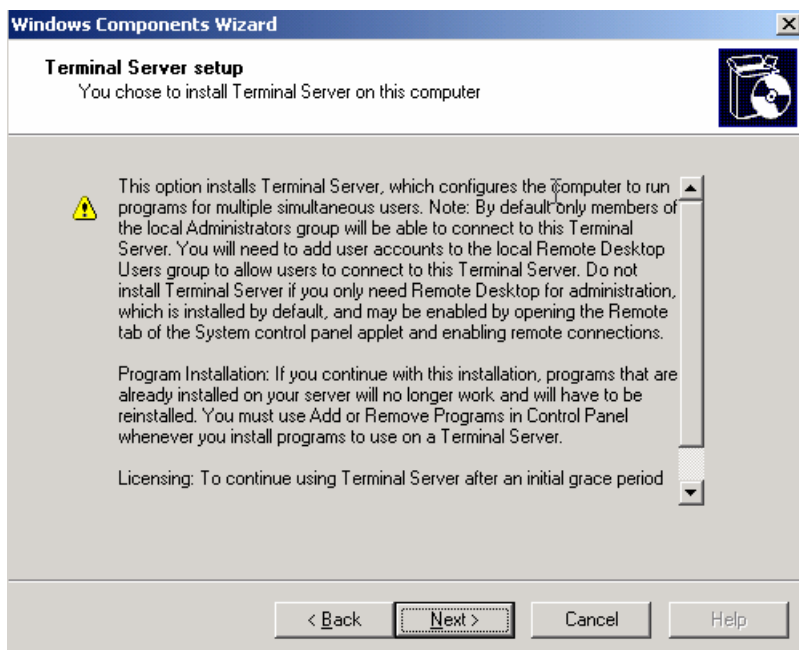 Windows Components Wizard
Terminal Server setup
You chose to install Terminal Server on this computer
This option installs Terminal Server, which configures the computer to run
programs for multiple simultaneous users. Note: By default only members of
the local Administrators group will be able to connect to this Terminal
Server. You will need to add user accounts to the local Remote Desktop
Users group to allow users to connect to this Terminal Server. Do not
install Terminal Server if you only need Remote Desktop for administration,
which is installed by default, and may be enabled by opening the Remote
tab of the System control panel applet and enabling remote connections.
Program Installation: If you continue with this installation, programs that are
already installed on your server will no longer work and will have to be
reinstalled. You must use Add or Remove Programs in Control Panel
whenever you install programs to use on a Terminal Server.
Licensing: To continue using Terminal Server after an initial grace period
< Back
Next >
Cancel
Help